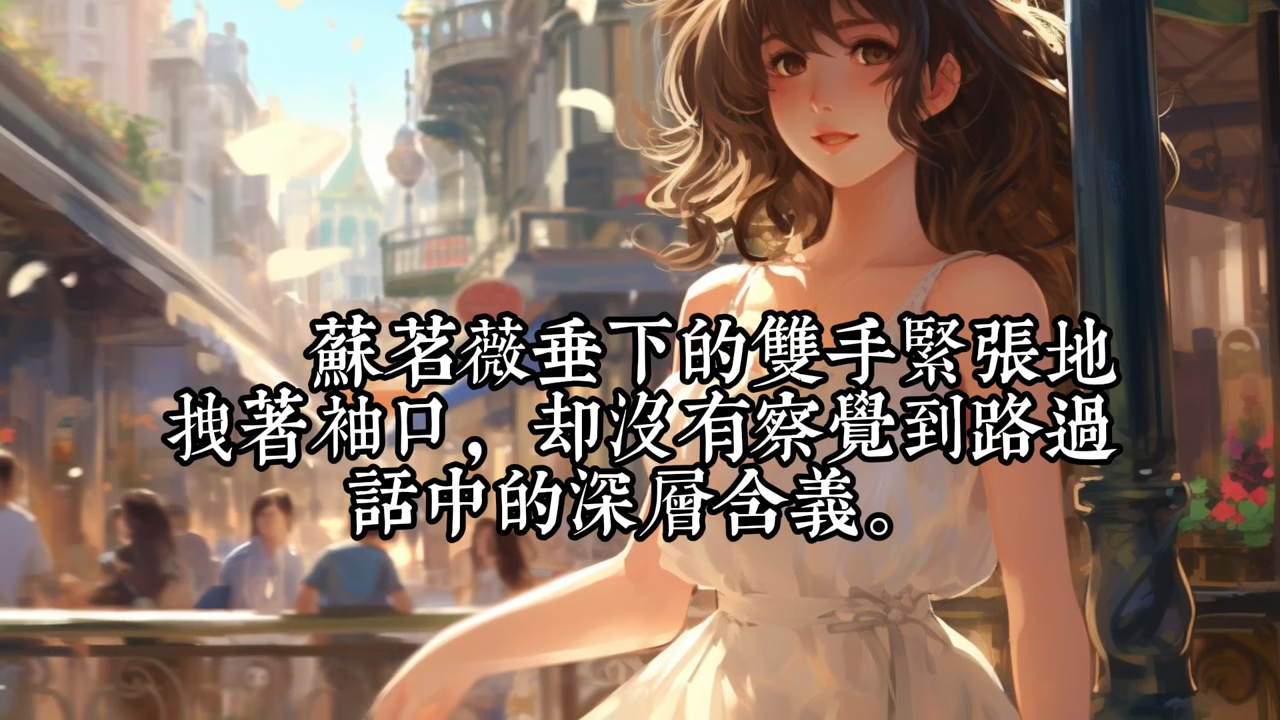 蘇茗薇垂下的雙手緊張地
拽著袖口，却沒有察覺到路過
話中的深層含義。